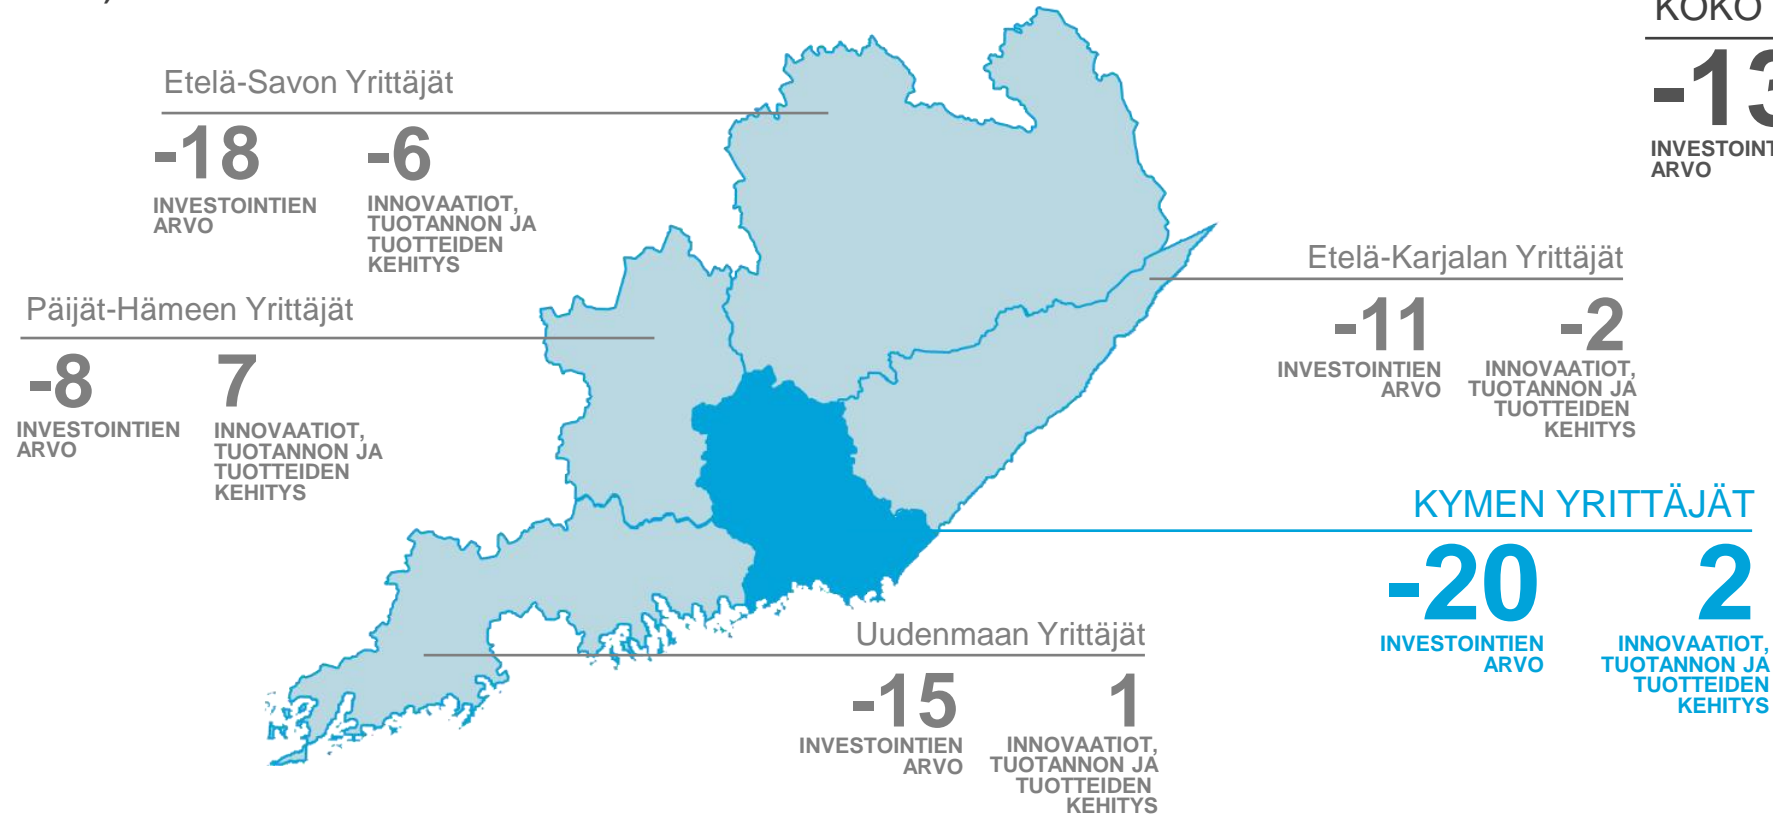 KOKO
Etelä-Savon Yrittäjät
-18
-6
INVESTOINTIEN
ARVO
INNOVAATIOT,
TUOTANNON JA
TUOTTEIDEN
KEHITYS
-13
ARVO
Etelä-Karjalan Yrittäjät
-11
-2
INVESTOINTIEN
ARVO
INNOVAATIOT,
TUOTANNON JA
TUOTTEIDEN
KEHITYS
Päijät-Hämeen Yrittäjät
-8
7
INVESTOINTIEN
ARVO
INNOVAATIOT,
TUOTANNON JA
TUOTTEIDEN
KEHITYS
KYMEN YRITTÄJÄT
-20
2
INVESTOINTIEN
ARVO
INNOVAATIOT,
TUOTANNON JA
TUOTTEIDEN
KEHITYS
Uudenmaan Yrittäjät
-15
1
INVESTOINTIEN
ARVO
INNOVAATIOT,
TUOTANNON JA
TUOTTEIDEN
KEHITYS